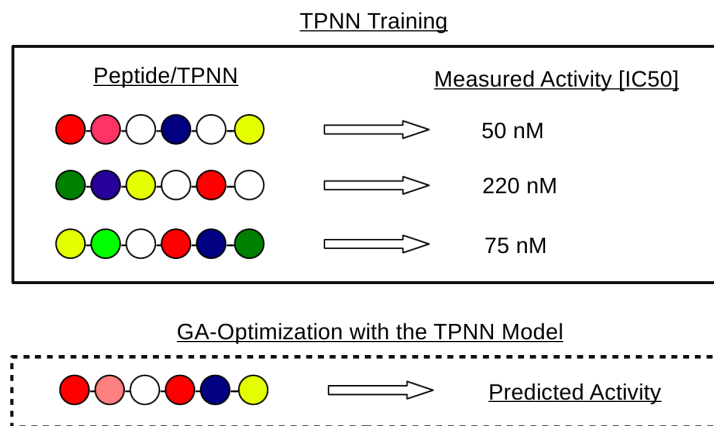 TPNN Training
Peptide/TPNN
Measured Activity [IC50]
50 nM
220 nM
75 nM
GA-Optimization with the TPNN Model
Predicted Activity